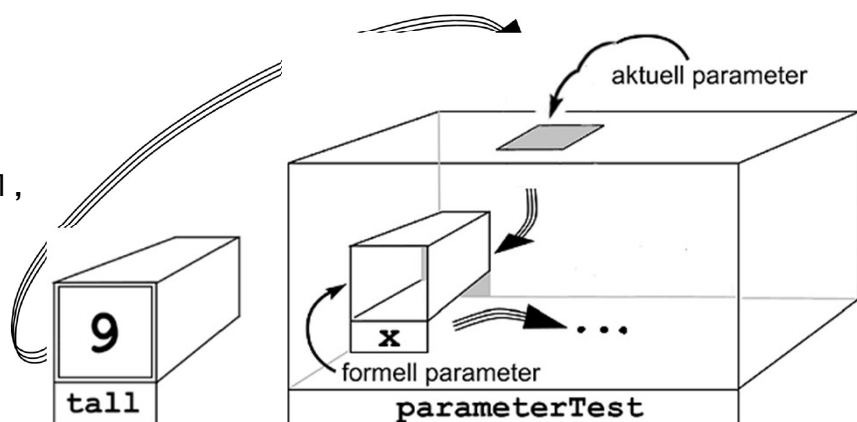 aktuell parameter
,
9
x
formell parameter
tall
parameterTest